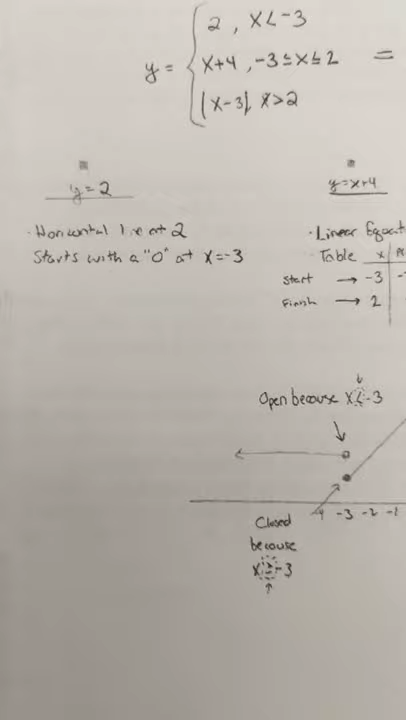 2, x<-3
y = x+4, -3≤x≤2 =
|x-3|, x>2
y = 2
y=x+4
· Horizontal line at 2
Starts with a "O" at x=-3
· Linear
· Table x
Start → -3
Finish → 2
Open because x<-3
-4 -3 -2 -1
Closed
because
x≥-3